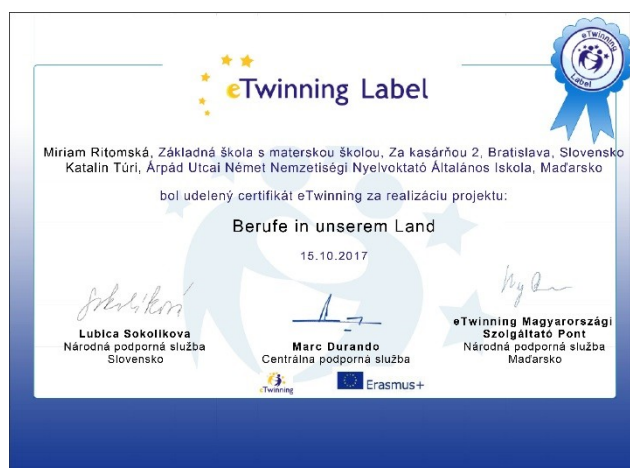 eTwinning
Label
eTwinning Label
Miriam Ritomská, Základná škola s materskou školou, Za kasárňou 2, Bratislava, Slovensko
Katalin Túri, Árpád Utcai Német Nemzetiségi Nyelvoktató Általános Iskola, Maďarsko
bol udelený certifikát eTwinning za realizáciu projektu:
Berufe in unserem Land
15.10.2017
Lubica Sokolikova
Národná podporná služba
Slovensko
Marc Durando
Centrálna podporná služba
eTwinning Magyarországi
Szolgáltató Pont
Národná podporná služba
Maďarsko
eTwinning
Erasmus+